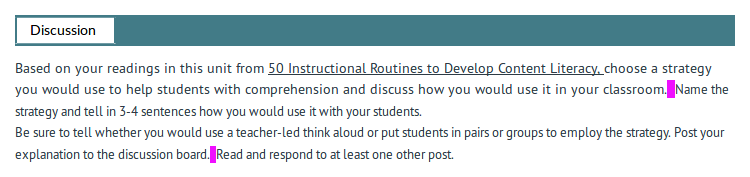 Discussion
Based on your readings in this unit from 50 Instructional Routines to Develop Content Literacy, choose a strategy
you would use to help students with comprehension and discuss how you would use it in your classroom. Name the
strategy and tell in 3-4 sentences how you would use it with your students.
Be sure to tell whether you would use a teacher-led think aloud or put students in pairs or groups to employ the strategy. Post your
explanation to the discussion board. Read and respond to at least one other post.